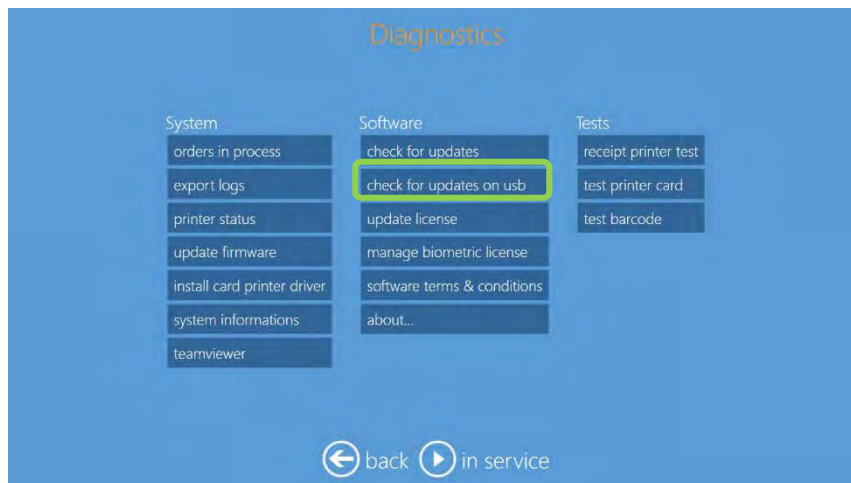 Diagnostics
System
orders in process
export logs
printer status
update firmware
install card printer driver
system informations
teamviewer
Software
check for updates
check for updates on usb
update license
manage biometric license
software terms & conditions
about...
Tests
receipt printer test
test printer card
test barcode
back in service